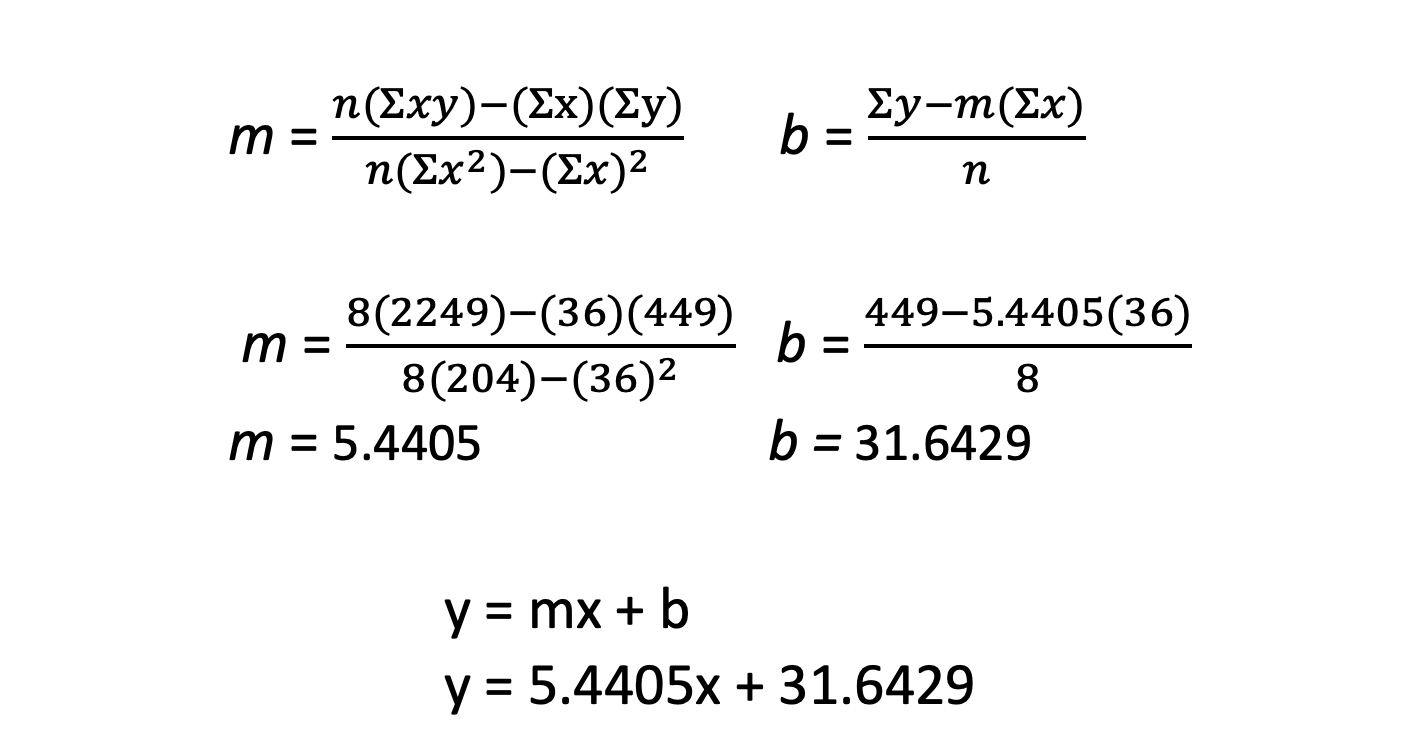 m = n(Σxy)−(Σx)(Σy) / n(Σx²)−(Σx)² b = Σy−m(Σx) / n
m = 8(2249)−(36)(449) / 8(204)−(36)² b = 449−5.4405(36) / 8
m = 5.4405 b = 31.6429
y = mx + b
y = 5.4405x + 31.6429